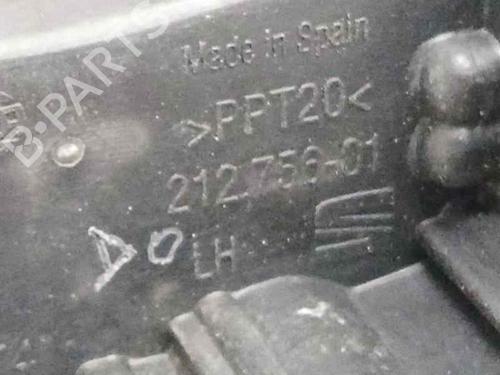 Made in Spain
>PPT20<
212.756-01
LH
B-PARTS